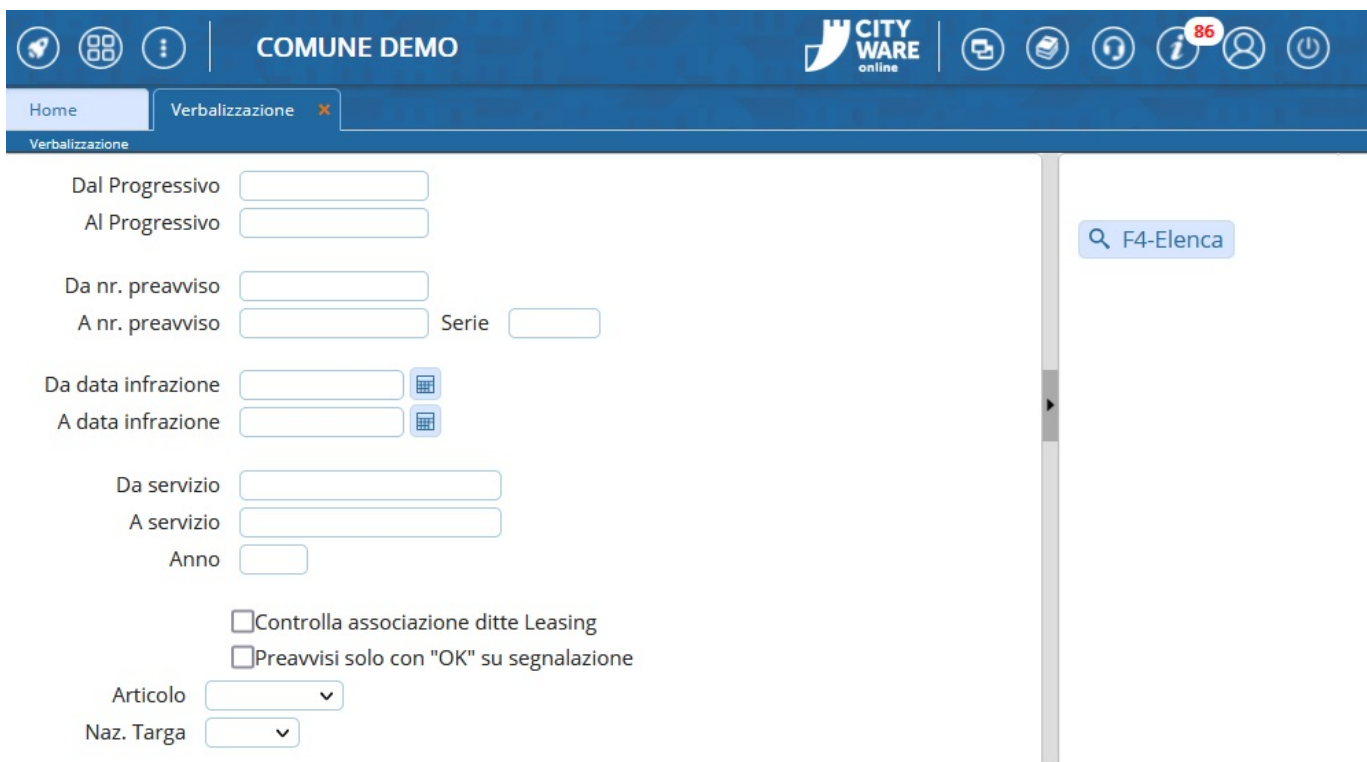 COMUNE DEMO
CITY
WARE
online
86
Home
Verbalizzazione
Verbalizzazione
Dal Progressivo
Al Progressivo
F4-Elenca
Da nr. preavviso
A nr. preavviso Serie
Da data infrazione
A data infrazione
Da servizio
A servizio
Anno
Controlla associazione ditte Leasing
Preavvisi solo con "OK" su segnalazione
Articolo
Naz. Targa